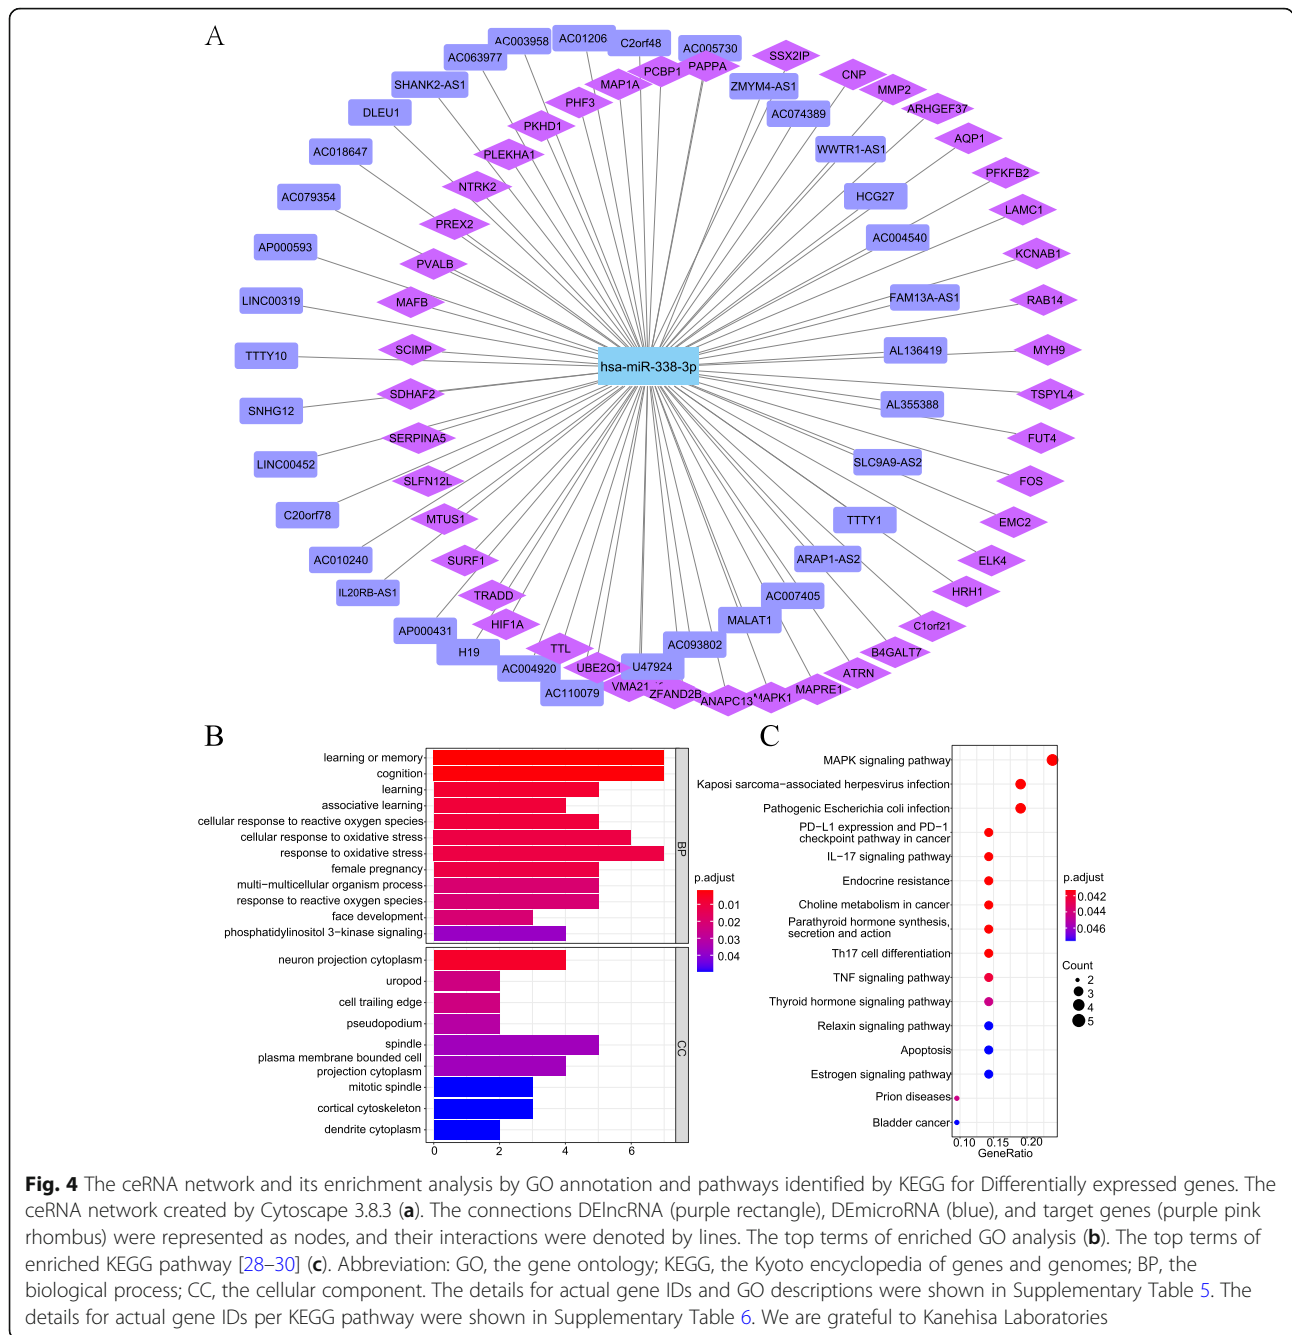 A
AC003958
AC01206
C2orf48
AC005730
SSX2IP
AC063977
PCBP1
PAPPA
CNP
SHANK2-AS1
MAP1A
ZMYM4-AS1
MMP2
DLEU1
PHF3
AC074389
ARHGEF37
PKHD1
AQP1
AC018647
PLEKHA1
WWTR1-AS1
PFKFB2
AC079354
NTRK2
HCG27
LAMC1
PREX2
AC004540
AP000593
PVALB
KCNAB1
LINC00319
MAFB
FAM13A-AS1
RAB14
TTTY10
SCIMP
AL136419
MYH9
hsa-miR-338-3p
SNHG12
SDHAF2
AL355388
TSPYL4
LINC00452
SERPINA5
FUT4
SLC9A9-AS2
SLFN12L
FOS
C20orf78
MTUS1
TTTY1
EMC2
AC010240
SURF1
ARAP1-AS2
ELK4
IL20RB-AS1
TRADD
AC007405
HRH1
AP000431
HIF1A
MALAT1
C1orf21
H19
TTL
AC093802
B4GALT7
AC004920
UBE2Q1
U47924
ATRN
AC110079
VMA21
ZFAND2B
ANAPC13
MAPK1
MAPRE1
B
learning or memory
cognition
learning
associative learning
cellular response to reactive oxygen species
cellular response to oxidative stress
response to oxidative stress
female pregnancy
multi−multicellular organism process
response to reactive oxygen species
face development
phosphatidylinositol 3−kinase signaling
BP
neuron projection cytoplasm
uropod
cell trailing edge
pseudopodium
spindle
plasma membrane bounded cell
projection cytoplasm
mitotic spindle
cortical cytoskeleton
dendrite cytoplasm
CC
0 2 4 6
p.adjust
0.01
0.02
0.03
0.04
C
MAPK signaling pathway
Kaposi sarcoma−associated herpesvirus infection
Pathogenic Escherichia coli infection
PD−L1 expression and PD−1
checkpoint pathway in cancer
IL−17 signaling pathway
Endocrine resistance
Choline metabolism in cancer
Parathyroid hormone synthesis,
secretion and action
Th17 cell differentiation
TNF signaling pathway
Thyroid hormone signaling pathway
Relaxin signaling pathway
Apoptosis
Estrogen signaling pathway
Prion diseases
Bladder cancer
0.10 0.15 0.20
GeneRatio
p.adjust
0.042
0.044
0.046
Count
2
3
4
5
Fig. 4 The ceRNA network and its enrichment analysis by GO annotation and pathways identified by KEGG for Differentially expressed genes. The
ceRNA network created by Cytoscape 3.8.3 (a). The connections DElncRNA (purple rectangle), DEmicroRNA (blue), and target genes (purple pink
rhombus) were represented as nodes, and their interactions were denoted by lines. The top terms of enriched GO analysis (b). The top terms of
enriched KEGG pathway [28–30] (c). Abbreviation: GO, the gene ontology; KEGG, the Kyoto encyclopedia of genes and genomes; BP, the
biological process; CC, the cellular component. The details for actual gene IDs and GO descriptions were shown in Supplementary Table 5. The
details for actual gene IDs per KEGG pathway were shown in Supplementary Table 6. We are grateful to Kanehisa Laboratories